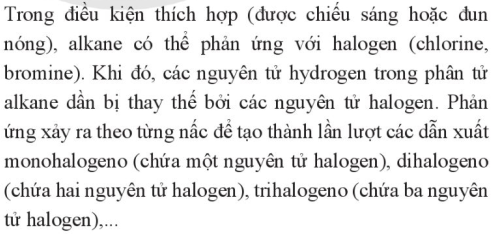 Trong điều kiện thích hợp (được chiếu sáng hoặc đun
nóng), alkane có thể phản ứng với halogen (chlorine,
bromine). Khi đó, các nguyên tử hydrogen trong phân tử
alkane dần bị thay thế bởi các nguyên tử halogen. Phản
ứng xảy ra theo từng nấc để tạo thành lần lượt các dẫn xuất
monohalogeno (chứa một nguyên tử halogen), dihalogeno
(chứa hai nguyên tử halogen), trihalogeno (chứa ba nguyên
tử halogen),...